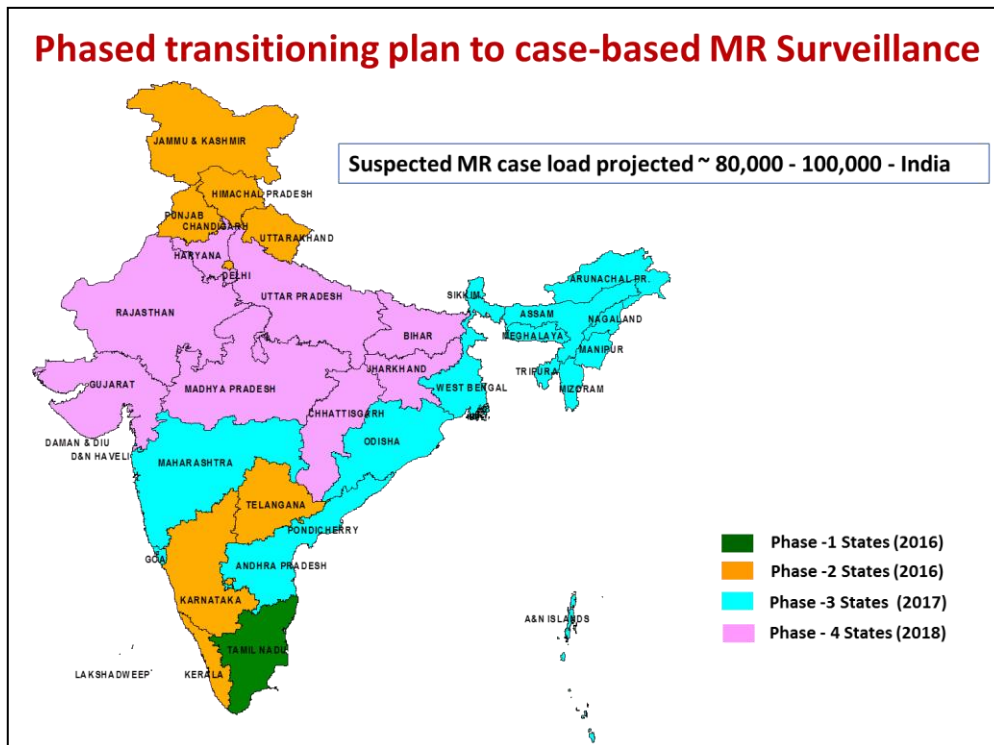 Phased transitioning plan to case-based MR Surveillance
JAMMU & KASHMIR
Suspected MR case load projected ~ 80,000 - 100,000 - India
HIMACHAL PRADESH
PUNJAB
CHANDIGARH
UTTARAKHAND
HARYANA
DELHI
ARUNACHAL PR.
SIKKIM
UTTAR PRADESH
RAJASTHAN
ASSAM
NAGALAND
BIHAR
MEGHALAYA
MANIPUR
JHARKHAND
TRIPURA
GUJARAT
MADHYA PRADESH
WEST BENGAL
MIZORAM
CHHATTISGARH
DAMAN & DIU
ODISHA
D&N HAVELI
MAHARASHTRA
TELANGANA
PONDICHERRY
GOA
ANDHRA PRADESH
Phase -1 States (2016)
Phase -2 States (2016)
KARNATAKA
Phase -3 States (2017)
A&N ISLANDS
Phase - 4 States (2018)
TAMIL NADU
LAKSHADWEEP
KERALA